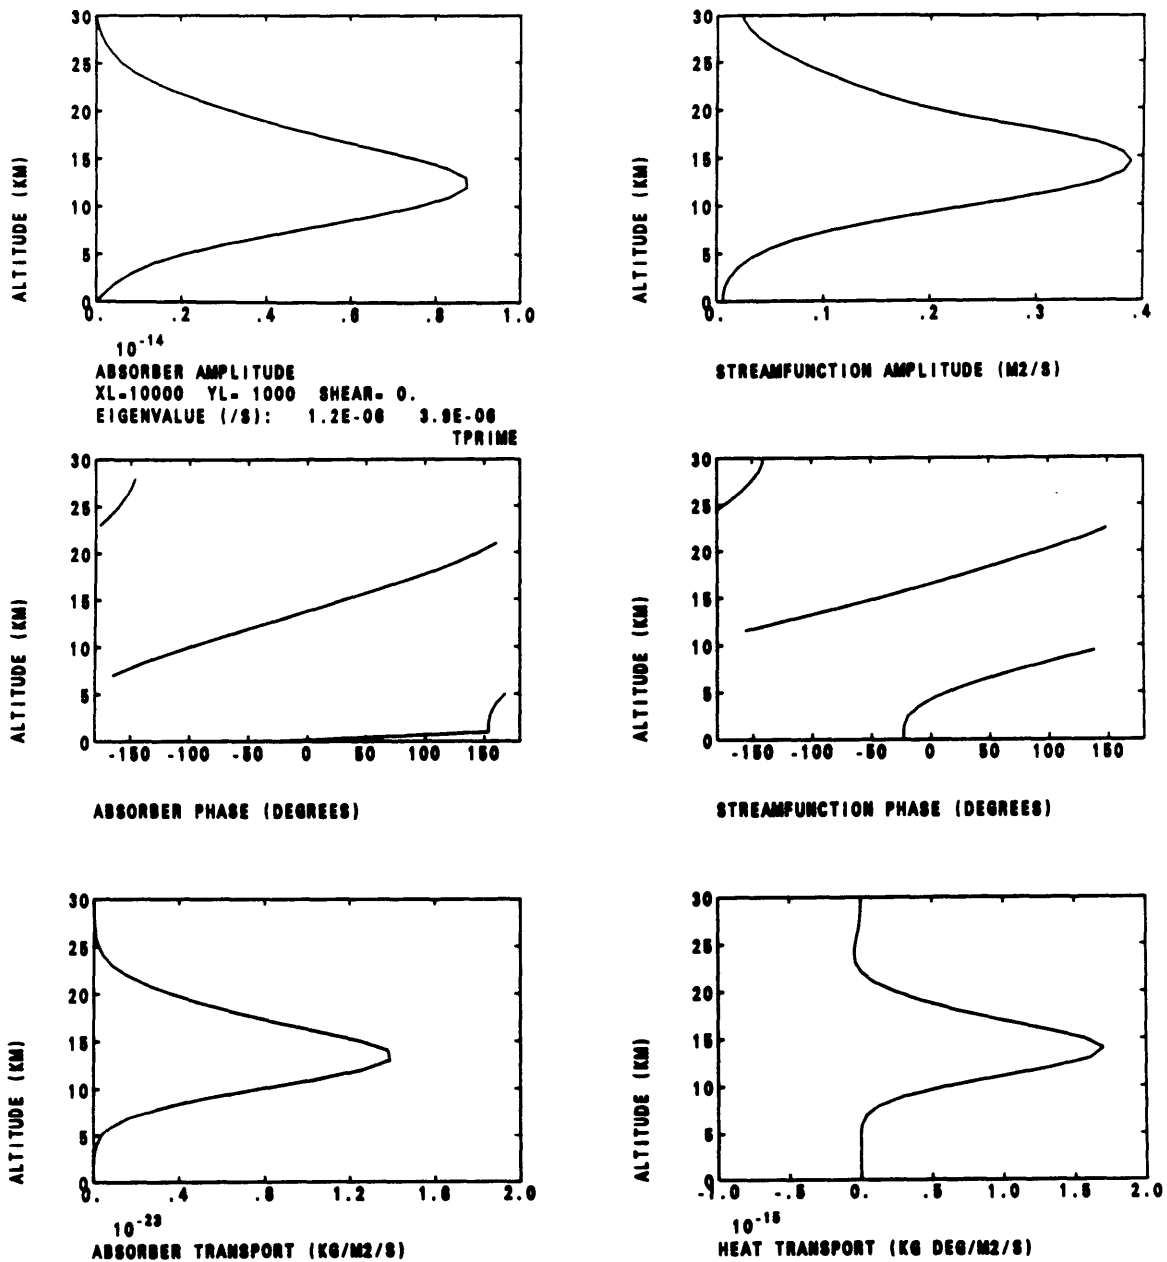 30
25
20
15
10
5
0
ALTITUDE (KM)
0. .2 .4 .6 .8 1.0
10-14
ABSORBER AMPLITUDE
XL=10000 YL= 1000 SHEAR= 0.
EIGENVALUE (/S): 1.2E-06 3.9E-06
TPRIME
30
25
20
15
10
5
0
ALTITUDE (KM)
0. .1 .2 .3 .4
STREAMFUNCTION AMPLITUDE (M2/S)
30
25
20
15
10
5
0
ALTITUDE (KM)
-150 -100 -50 0 50 100 150
ABSORBER PHASE (DEGREES)
30
25
20
15
10
5
0
ALTITUDE (KM)
-150 -100 -50 0 50 100 150
STREAMFUNCTION PHASE (DEGREES)
30
25
20
15
10
5
0
ALTITUDE (KM)
0. .4 .8 1.2 1.6 2.0
10-23
ABSORBER TRANSPORT (KG/M2/S)
30
25
20
15
10
5
0
ALTITUDE (KM)
-1.0 -.5 0. .5 1.0 1.5 2.0
10-15
HEAT TRANSPORT (KG DEG/M2/S)